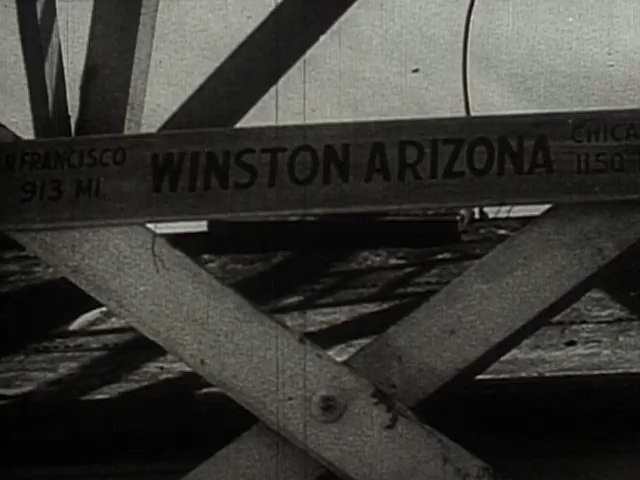 FRANCISCO
913 MI.
WINSTON ARIZONA
CHICA
1150